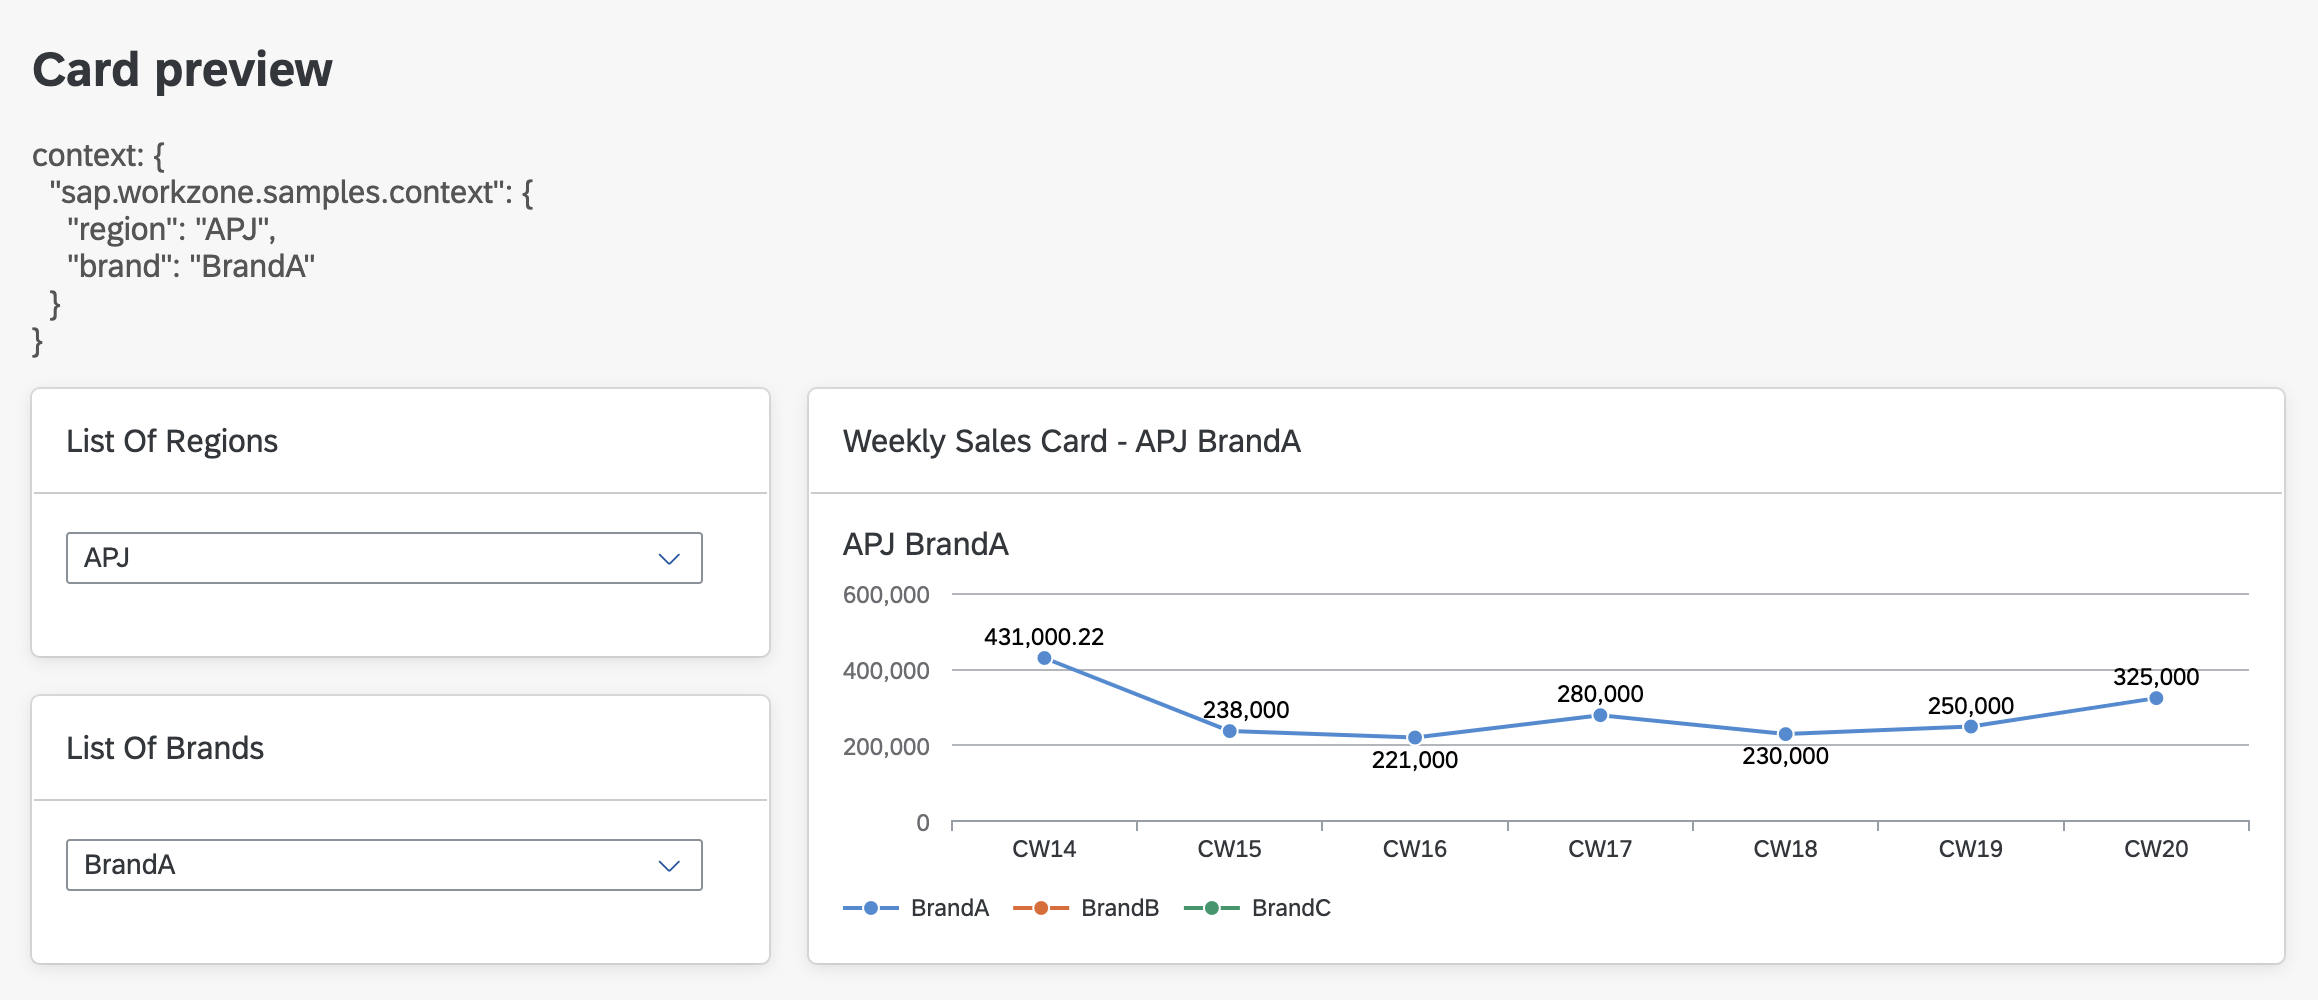 Card preview
context: {
"sap.workzone.samples.context": {
"region": "APJ",
"brand": "BrandA"
}
}
List Of Regions
APJ
List Of Brands
BrandA
Weekly Sales Card - APJ BrandA
APJ BrandA
600,000
400,000
200,000
0
431,000.22
238,000
221,000
280,000
230,000
250,000
325,000
CW14 CW15 CW16 CW17 CW18 CW19 CW20
BrandA BrandB BrandC